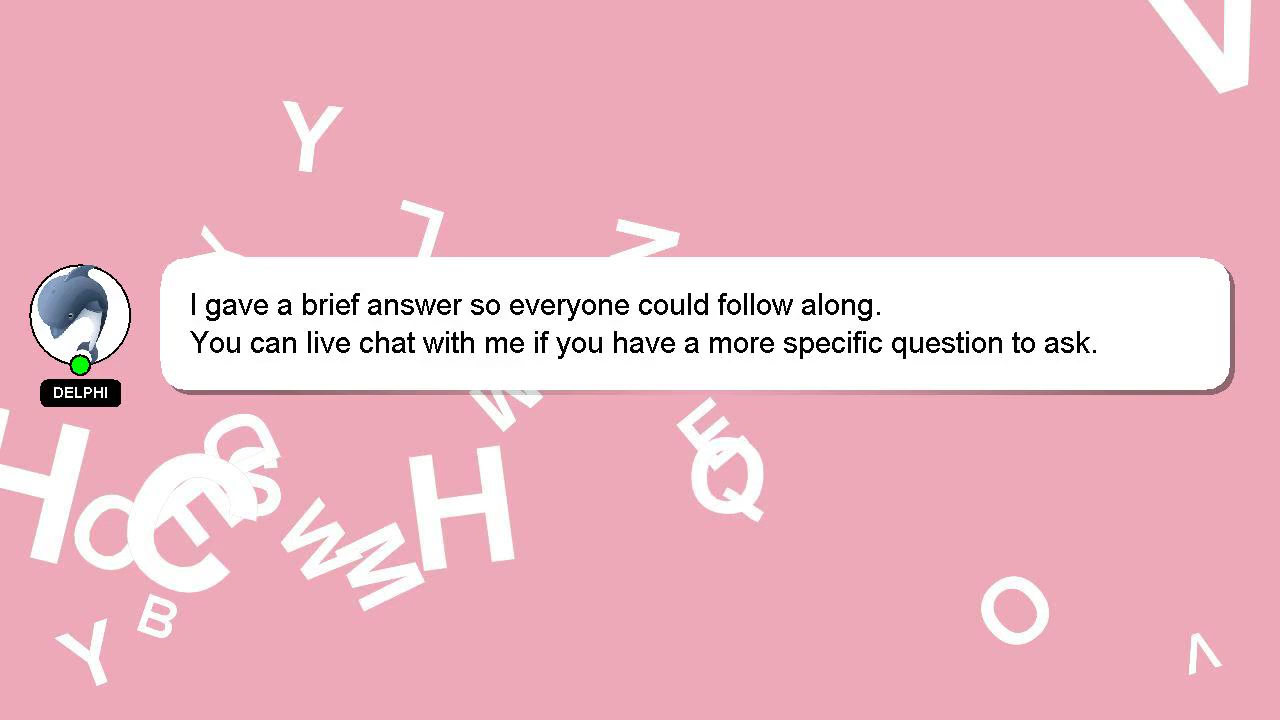 V
Y
L
Z
Y
I gave a brief answer so everyone could follow along.
You can live chat with me if you have a more specific question to ask.
DELPHI
W
E
Q
H
O
C
D
S
W
M
H
B
Y
O
V